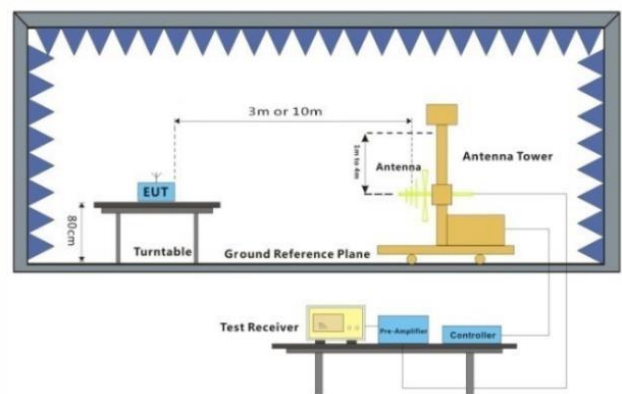 3m or 10m
Antenna
1m to 4m
Antenna Tower
EUT
80cm
Turntable
Ground Reference Plane
Test Receiver
Pre-Amplifier
Controller